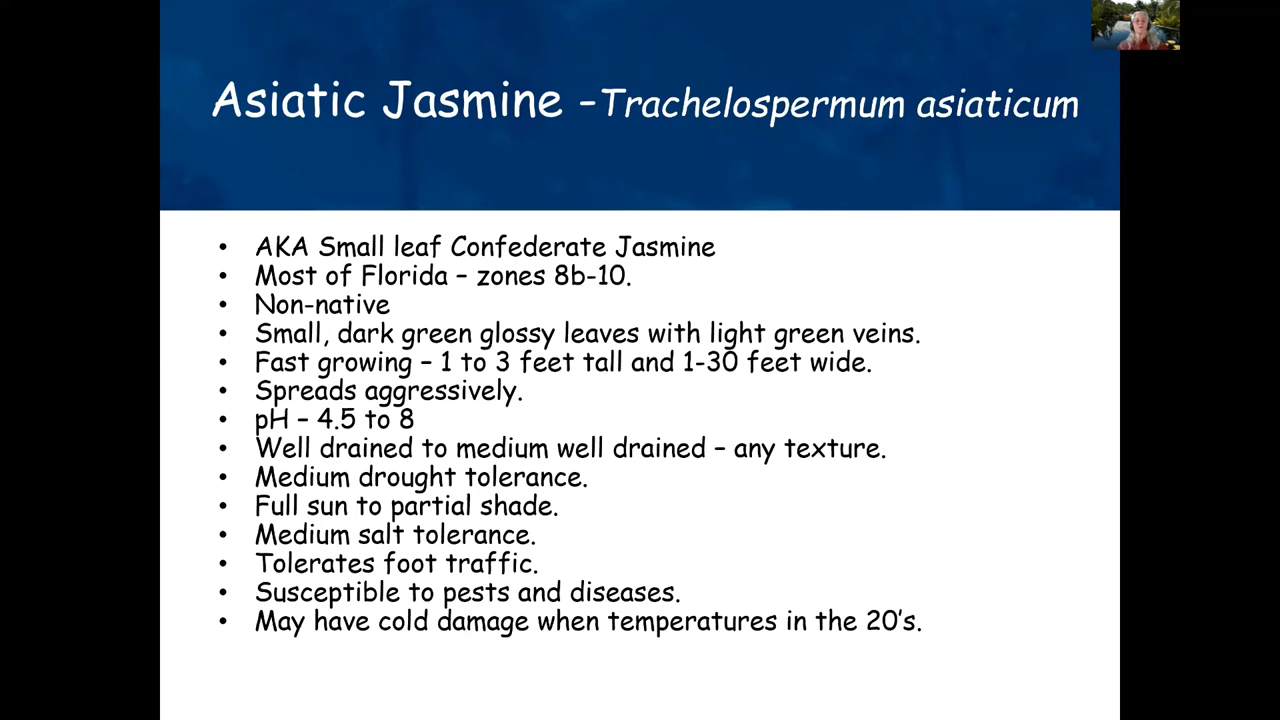 Asiatic Jasmine -Trachelospermum asiaticum
• AKA Small leaf Confederate Jasmine
• Most of Florida – zones 8b-10.
• Non-native
• Small, dark green glossy leaves with light green veins.
• Fast growing – 1 to 3 feet tall and 1-30 feet wide.
• Spreads aggressively.
• pH – 4.5 to 8
• Well drained to medium well drained – any texture.
• Medium drought tolerance.
• Full sun to partial shade.
• Medium salt tolerance.
• Tolerates foot traffic.
• Susceptible to pests and diseases.
• May have cold damage when temperatures in the 20’s.